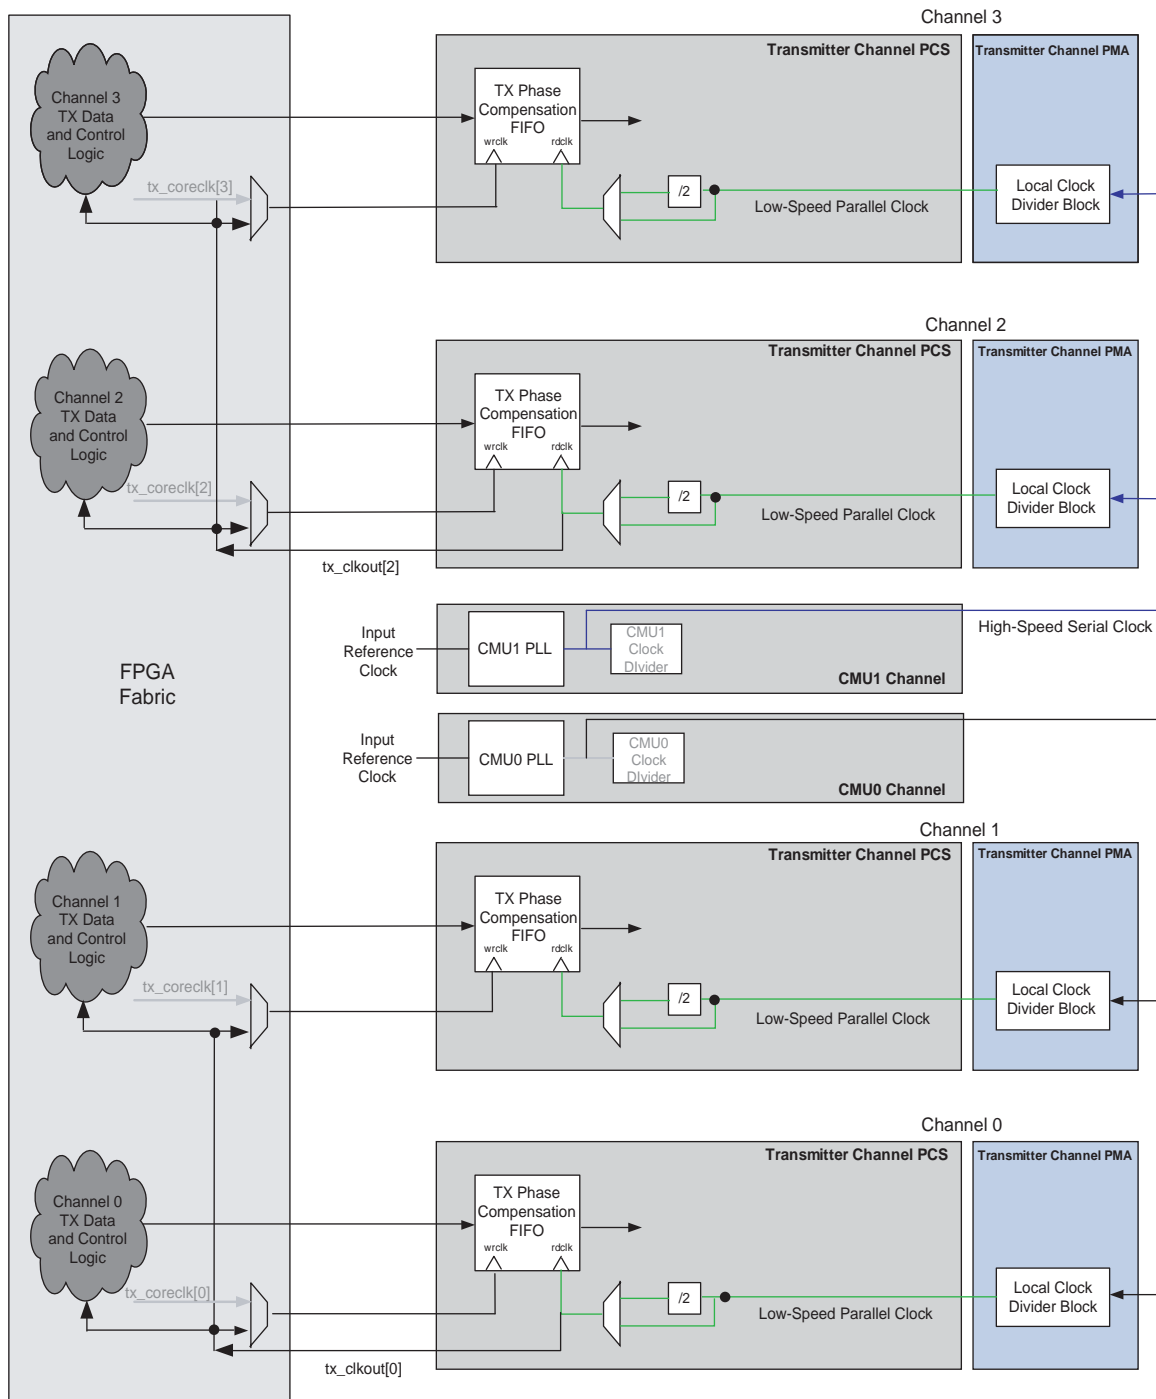 Channel 3
Transmitter Channel PCS
Transmitter Channel PMA
Channel 3
TX Data
and Control
Logic
TX Phase
Compensation
FIFO
wrclk
rdclk
tx_coreclk[3]
/2
Low-Speed Parallel Clock
Local Clock
Divider Block
Channel 2
Transmitter Channel PCS
Transmitter Channel PMA
Channel 2
TX Data
and Control
Logic
TX Phase
Compensation
FIFO
wrclk
rdclk
tx_coreclk[2]
/2
Low-Speed Parallel Clock
Local Clock
Divider Block
tx_clkout[2]
FPGA
Fabric
Input
Reference
Clock
CMU1 PLL
CMU1
Clock
DIvider
CMU1 Channel
High-Speed Serial Clock
Input
Reference
Clock
CMU0 PLL
CMU0
Clock
DIvider
CMU0 Channel
Channel 1
Transmitter Channel PCS
Transmitter Channel PMA
Channel 1
TX Data
and Control
Logic
TX Phase
Compensation
FIFO
wrclk
rdclk
tx_coreclk[1]
/2
Low-Speed Parallel Clock
Local Clock
Divider Block
Channel 0
Transmitter Channel PCS
Transmitter Channel PMA
Channel 0
TX Data
and Control
Logic
TX Phase
Compensation
FIFO
wrclk
rdclk
tx_coreclk[0]
/2
Low-Speed Parallel Clock
Local Clock
Divider Block
tx_clkout[0]